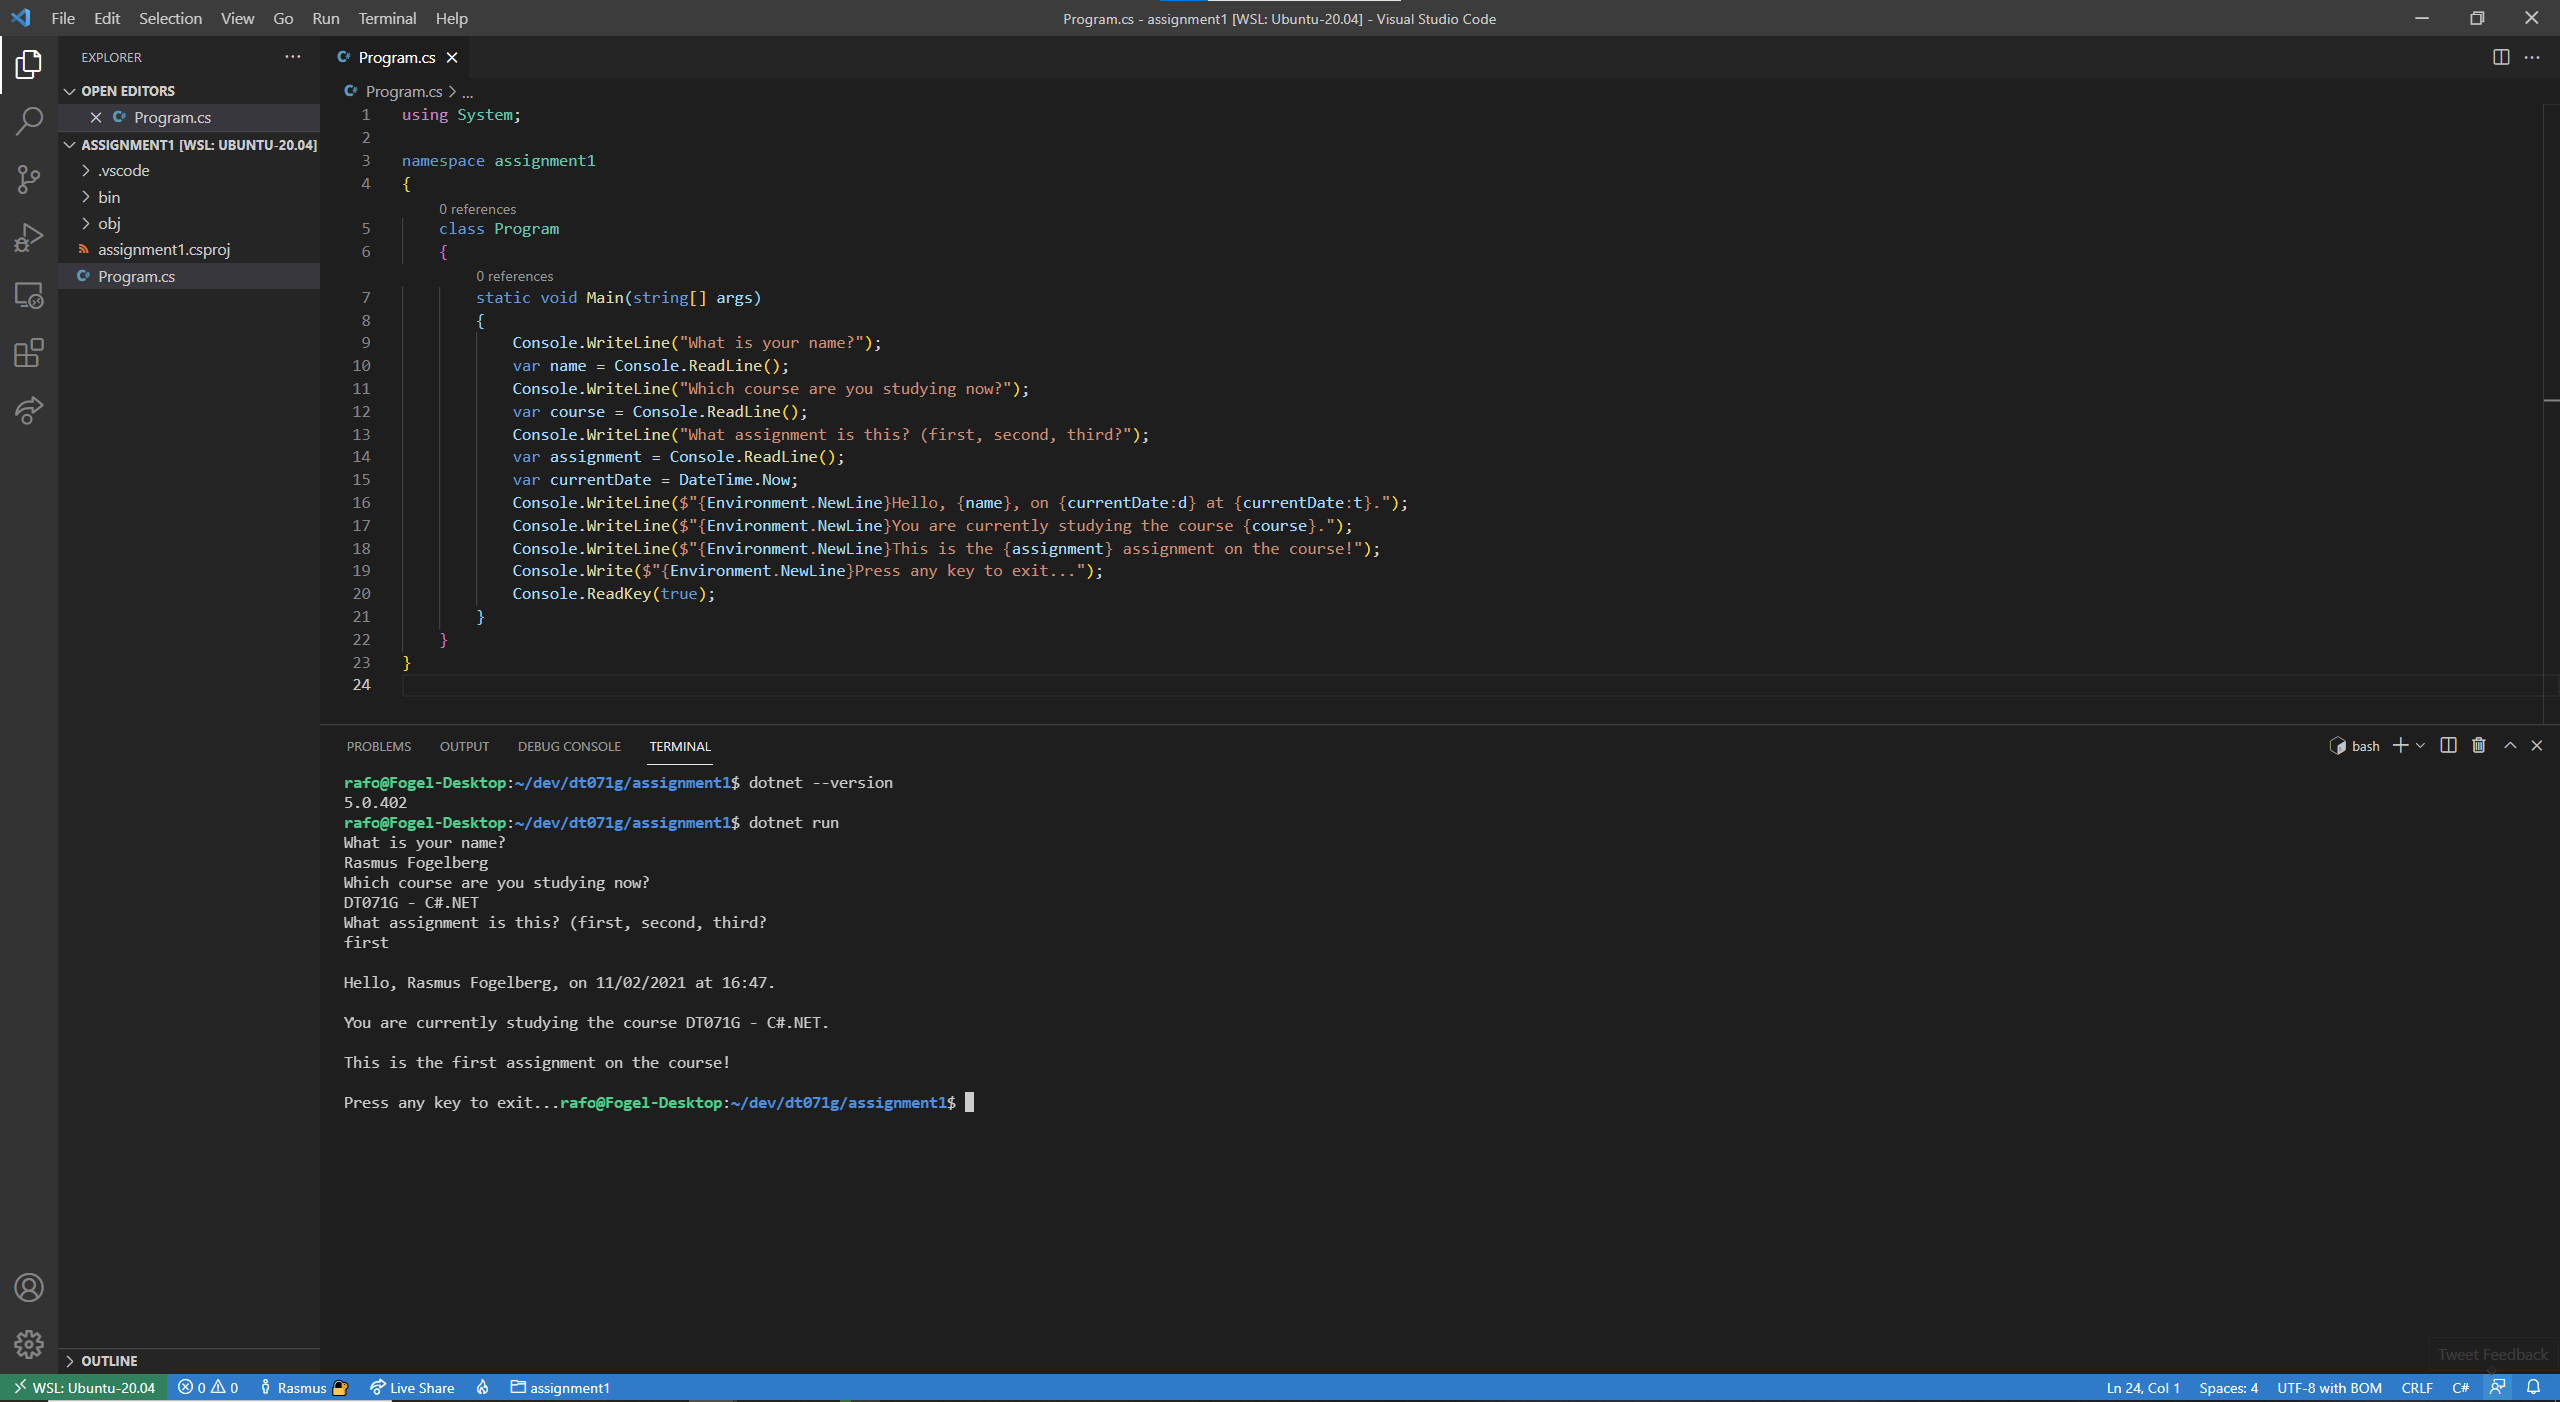 File Edit Selection View Go Run Terminal Help
Program.cs - assignment1 [WSL: Ubuntu-20.04] - Visual Studio Code
EXPLORER
OPEN EDITORS
Program.cs
ASSIGNMENT1 [WSL: UBUNTU-20.04]
.vscode
bin
obj
assignment1.csproj
Program.cs
OUTLINE
Program.cs
Program.cs > ...
1 using System;
2
3 namespace assignment1
4 {
0 references
5 class Program
6 {
0 references
7 static void Main(string[] args)
8 {
9 Console.WriteLine("What is your name?");
10 var name = Console.ReadLine();
11 Console.WriteLine("Which course are you studying now?");
12 var course = Console.ReadLine();
13 Console.WriteLine("What assignment is this? (first, second, third?");
14 var assignment = Console.ReadLine();
15 var currentDate = DateTime.Now;
16 Console.WriteLine($"{Environment.NewLine}Hello, {name}, on {currentDate:d} at {currentDate:t}.");
17 Console.WriteLine($"{Environment.NewLine}You are currently studying the course {course}.");
18 Console.WriteLine($"{Environment.NewLine}This is the {assignment} assignment on the course!");
19 Console.Write($"{Environment.NewLine}Press any key to exit...");
20 Console.ReadKey(true);
21 }
22 }
23 }
24
PROBLEMS OUTPUT DEBUG CONSOLE TERMINAL
bash
rafo@Fogel-Desktop:~/dev/dt071g/assignment1$ dotnet --version
5.0.402
rafo@Fogel-Desktop:~/dev/dt071g/assignment1$ dotnet run
What is your name?
Rasmus Fogelberg
Which course are you studying now?
DT071G - C#.NET
What assignment is this? (first, second, third?
first
Hello, Rasmus Fogelberg, on 11/02/2021 at 16:47.
You are currently studying the course DT071G - C#.NET.
This is the first assignment on the course!
Press any key to exit...rafo@Fogel-Desktop:~/dev/dt071g/assignment1$
Tweet Feedback
WSL: Ubuntu-20.04 0 0 Rasmus Live Share assignment1
Ln 24, Col 1 Spaces: 4 UTF-8 with BOM CRLF C#